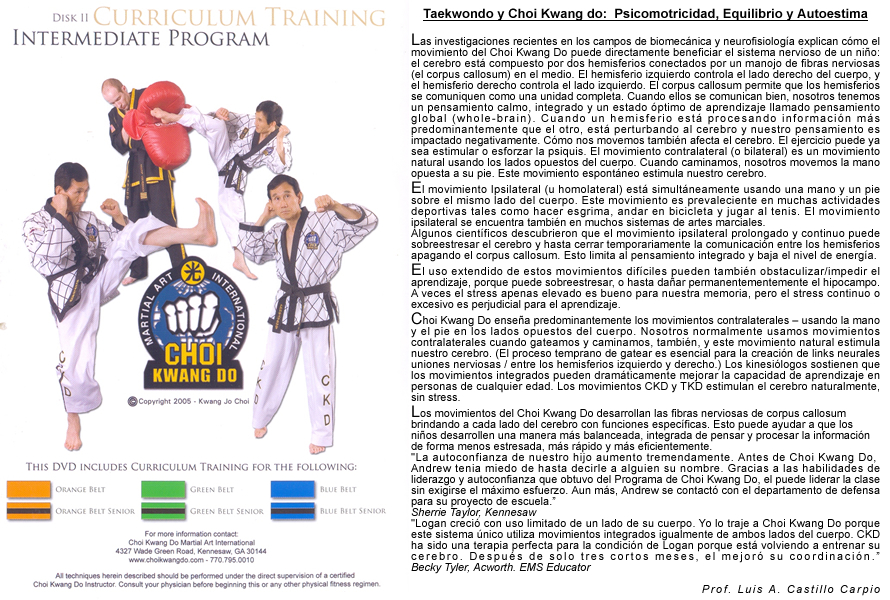 DISK II CURRICULUM TRAINING
INTERMEDIATE PROGRAM
MARTIAL ART INTERNATIONAL
CHOI
KWANG DO
CKD
CKD
CKD
© Copyright 2005 - Kwang Jo Choi
THIS DVD INCLUDES CURRICULUM TRAINING FOR THE FOLLOWING:
ORANGE BELT GREEN BELT BLUE BELT
ORANGE BELT SENIOR GREEN BELT SENIOR BLUE BELT SENIOR
For more information contact:
Choi Kwang Do Martial Art International
4327 Wade Green Road, Kennesaw, GA 30144
www.choikwangdo.com - 770.795.0010
All techniques herein described should be performed under the direct supervision of a certified
Choi Kwang Do Instructor. Consult your physician before beginning this or any other physical fitness regimen.
Taekwondo y Choi Kwang do: Psicomotricidad, Equilibrio y Autoestima
Las investigaciones recientes en los campos de biomecánica y neurofisiología explican cómo el
movimiento del Choi Kwang Do puede directamente beneficiar el sistema nervioso de un niño:
el cerebro está compuesto por dos hemisferios conectados por un manojo de fibras nerviosas
(el corpus callosum) en el medio. El hemisferio izquierdo controla el lado derecho del cuerpo, y
el hemisferio derecho controla el lado izquierdo. El corpus callosum permite que los hemisferios
se comuniquen como una unidad completa. Cuando ellos se comunican bien, nosotros tenemos
un pensamiento calmo, integrado y un estado óptimo de aprendizaje llamado pensamiento
global (whole-brain). Cuando un hemisferio está procesando información más
predominantemente que el otro, está perturbando al cerebro y nuestro pensamiento es
impactado negativamente. Cómo nos movemos también afecta el cerebro. El ejercicio puede ya
sea estimular o esforzar la psiquis. El movimiento contralateral (o bilateral) es un movimiento
natural usando los lados opuestos del cuerpo. Cuando caminamos, nosotros movemos la mano
opuesta a su pie. Este movimiento espontáneo estimula nuestro cerebro.
El movimiento Ipsilateral (u homolateral) está simultáneamente usando una mano y un pie
sobre el mismo lado del cuerpo. Este movimiento es prevaleciente en muchas actividades
deportivas tales como hacer esgrima, andar en bicicleta y jugar al tenis. El movimiento
ipsilateral se encuentra también en muchos sistemas de artes marciales.
Algunos científicos descubrieron que el movimiento ipsilateral prolongado y continuo puede
sobreestresar el cerebro y hasta cerrar temporariamente la comunicación entre los hemisferios
apagando el corpus callosum. Esto limita al pensamiento integrado y baja el nivel de energía.
El uso extendido de estos movimientos difíciles pueden también obstaculizar/impedir el
aprendizaje, porque puede sobreestresar, o hasta dañar permanentementemente el hipocampo.
A veces el stress apenas elevado es bueno para nuestra memoria, pero el stress continuo o
excesivo es perjudicial para el aprendizaje.
Choi Kwang Do enseña predominantemente los movimientos contralaterales – usando la mano
y el pie en los lados opuestos del cuerpo. Nosotros normalmente usamos movimientos
contralaterales cuando gateamos y caminamos, también, y este movimiento natural estimula
nuestro cerebro. (El proceso temprano de gatear es esencial para la creación de links neurales
uniones nerviosas / entre los hemisferios izquierdo y derecho.) Los kinesiólogos sostienen que
los movimientos integrados pueden dramáticamente mejorar la capacidad de aprendizaje en
personas de cualquier edad. Los movimientos CKD y TKD estimulan el cerebro naturalmente,
sin stress.
Los movimientos del Choi Kwang Do desarrollan las fibras nerviosas de corpus callosum
brindando a cada lado del cerebro con funciones específicas. Esto puede ayudar a que los
niños desarrollen una manera más balanceada, integrada de pensar y procesar la información
de forma menos estresada, más rápido y más eficientemente.
"La autoconfianza de nuestro hijo aumento tremendamente. Antes de Choi Kwang Do,
Andrew tenia miedo de hasta decirle a alguien su nombre. Gracias a las habilidades de
liderazgo y autoconfianza que obtuvo del Programa de Choi Kwang Do, el puede liderar la clase
sin exigirse el máximo esfuerzo. Aun más, Andrew se contactó con el departamento de defensa
para su proyecto de escuela.”
Sherrie Taylor, Kennesaw
"Logan creció con uso limitado de un lado de su cuerpo. Yo lo traje a Choi Kwang Do porque
este sistema único utiliza movimientos integrados igualmente de ambos lados del cuerpo. CKD
ha sido una terapia perfecta para la condición de Logan porque está volviendo a entrenar su
cerebro. Después de solo tres cortos meses, el mejoró su coordinación.”
Becky Tyler, Acworth. EMS Educator
Prof. Luis A. Castillo Carpio